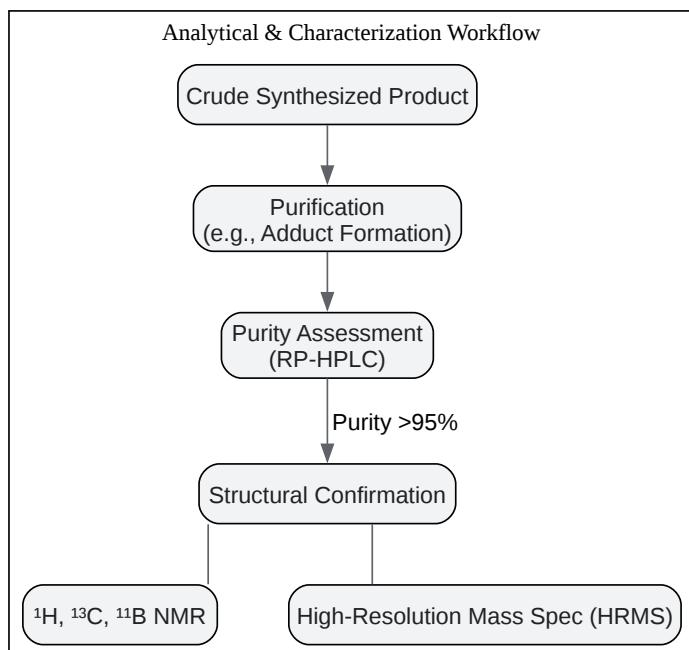 Analytical & Characterization Workflow
Crude Synthesized Product
Purification
(e.g., Adduct Formation)
Purity Assessment
(RP-HPLC)
Purity >95%
Structural Confirmation
¹H, ¹³C, ¹¹B NMR
High-Resolution Mass Spec (HRMS)